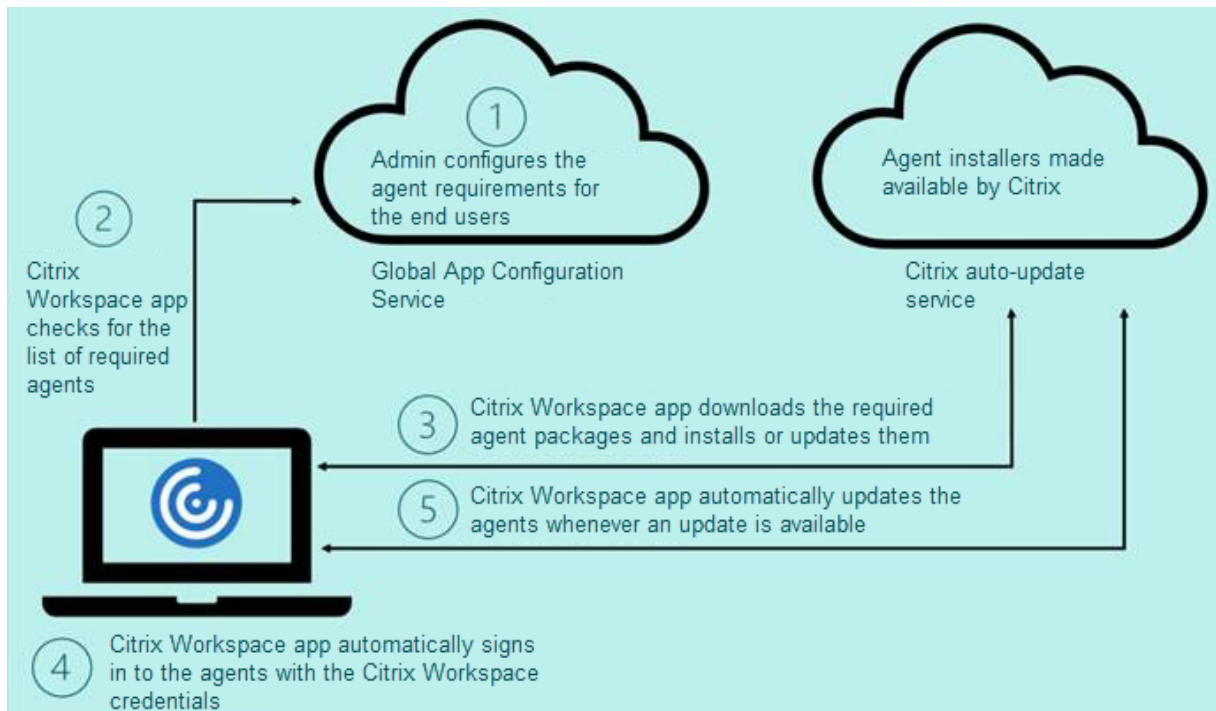 1
Admin configures the
agent requirements for
the end users
Global App Configuration
Service
Agent installers made
available by Citrix
Citrix auto-update
service
2
Citrix
Workspace app
checks for the
list of required
agents
3
Citrix Workspace app downloads the required
agent packages and installs or updates them
5
Citrix Workspace app automatically updates the
agents whenever an update is available
4
Citrix Workspace app automatically signs
in to the agents with the Citrix Workspace
credentials